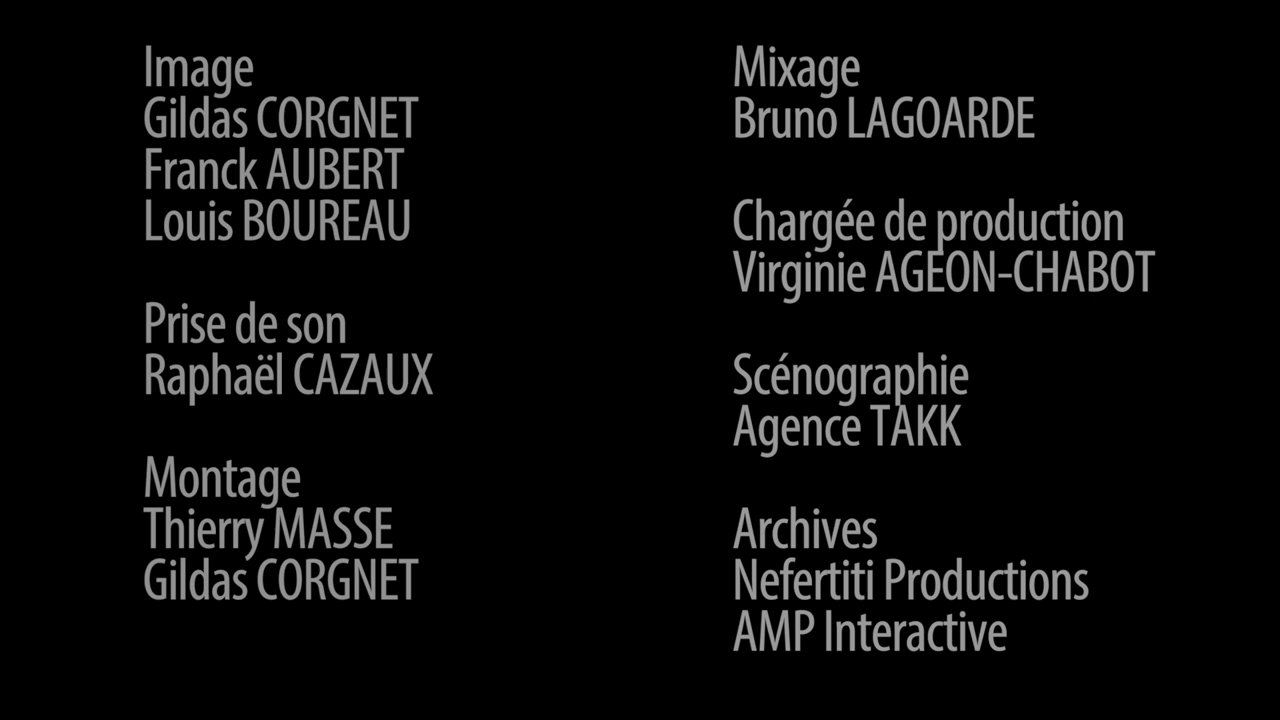 Image
Gildas CORGNET
Franck AUBERT
Louis BOUREAU
Prise de son
Raphaël CAZAUX
Montage
Thierry MASSE
Gildas CORGNET
Mixage
Bruno LAGOARDE
Chargée de production
Virginie AGEON-CHABOT
Scénographie
Agence TAKK
Archives
Nefertiti Productions
AMP Interactive